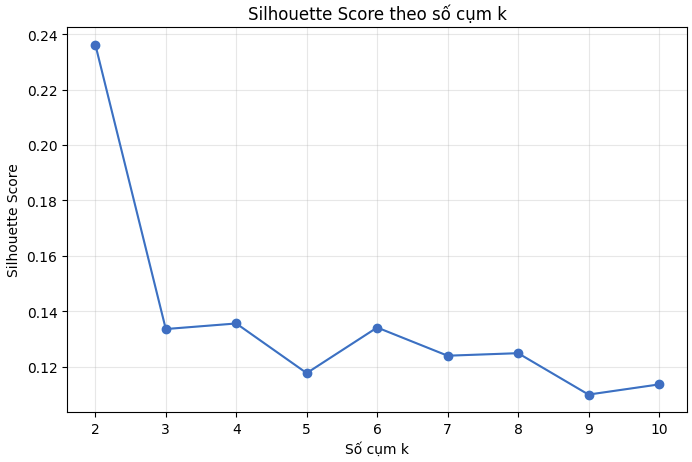 Silhouette Score theo số cụm k
Silhouette Score
0.24
0.22
0.20
0.18
0.16
0.14
0.12
2 3 4 5 6 7 8 9 10
Số cụm k